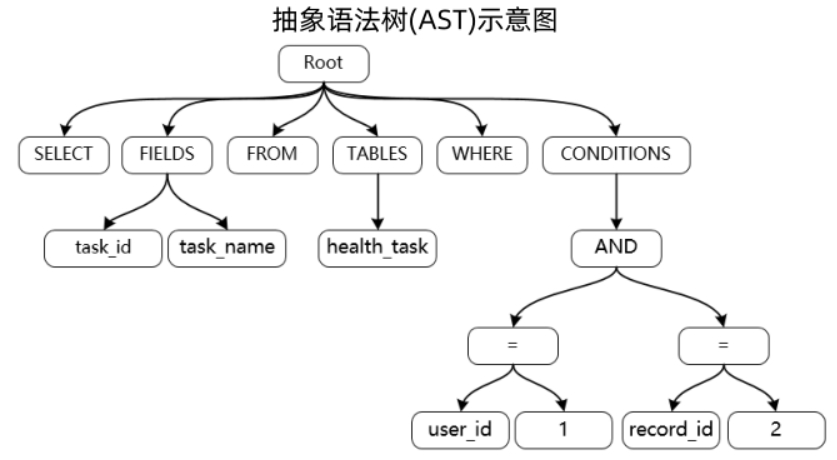 抽象语法树(AST)示意图
Root
SELECT FIELDS FROM TABLES WHERE CONDITIONS
task_id task_name health_task AND
= =
user_id 1 record_id 2